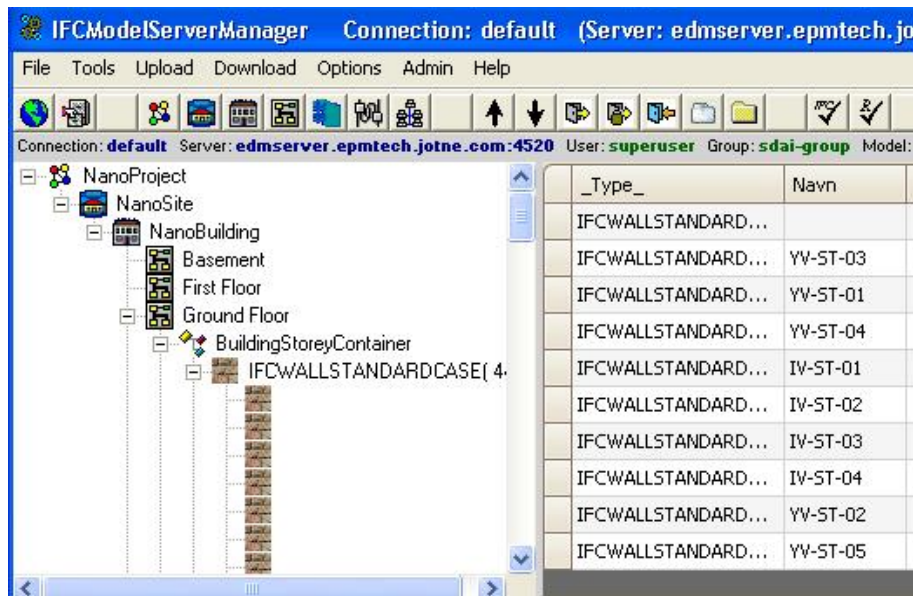 IFCModelServerManager Connection: default (Server: edmserver.epmtech.jo
File Tools Upload Download Options Admin Help
Connection: default Server: edmserver.epmtech.jotne.com:4520 User: superuser Group: sdai-group Model:
NanoProject
NanoSite
NanoBuilding
Basement
First Floor
Ground Floor
BuildingStoreyContainer
IFCWALLSTANDARDCASE( 4
_Type_ Navn
IFCWALLSTANDARD...
IFCWALLSTANDARD... YV-ST-03
IFCWALLSTANDARD... YV-ST-01
IFCWALLSTANDARD... YV-ST-04
IFCWALLSTANDARD... IV-ST-01
IFCWALLSTANDARD... IV-ST-02
IFCWALLSTANDARD... IV-ST-03
IFCWALLSTANDARD... IV-ST-04
IFCWALLSTANDARD... YV-ST-02
IFCWALLSTANDARD... YV-ST-05